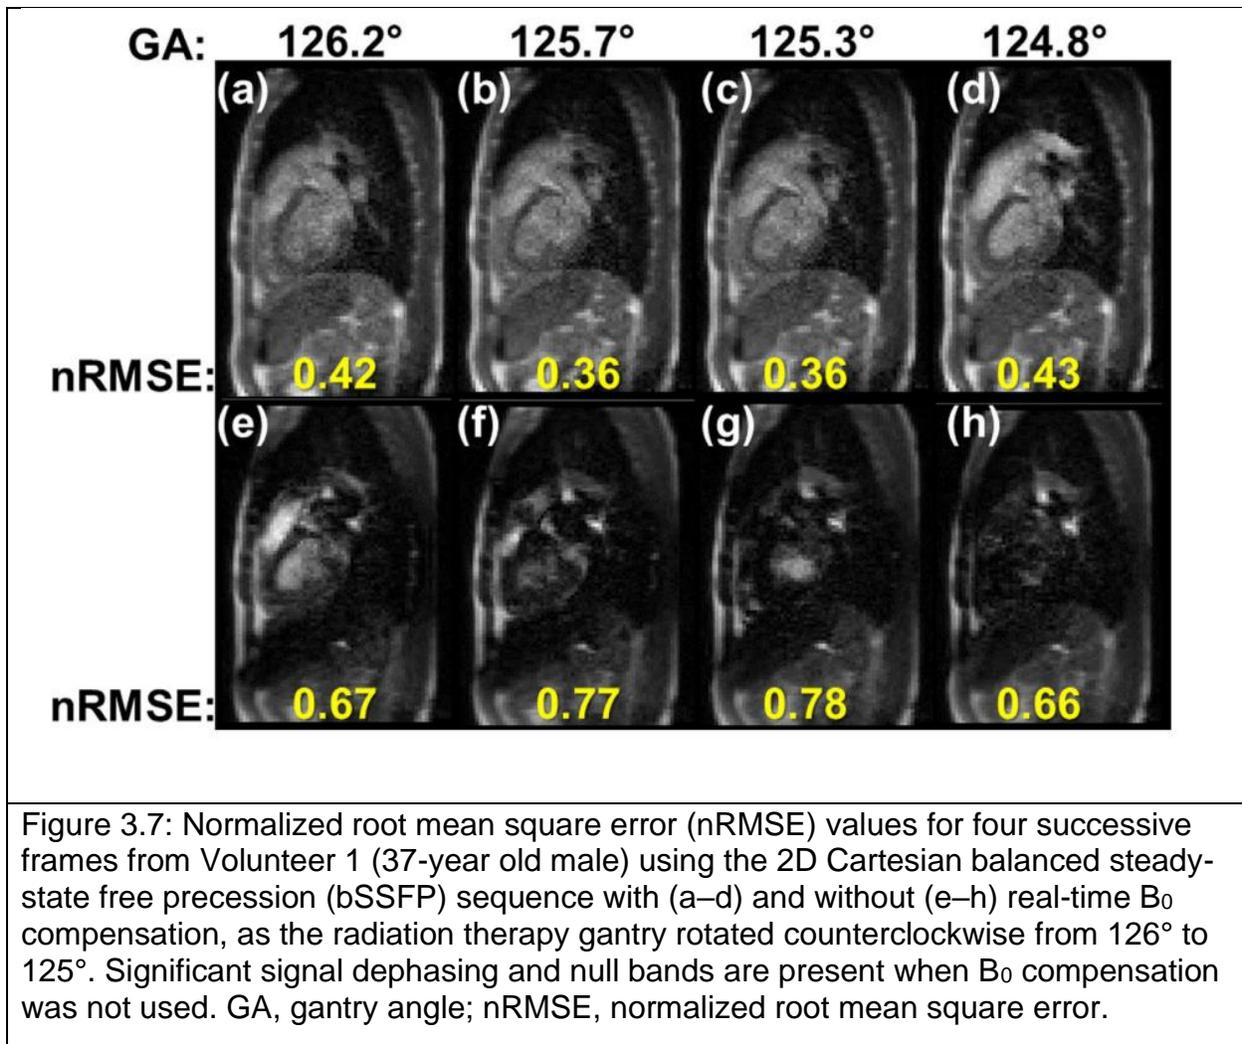 GA: 126.2° 125.7° 125.3° 124.8°
(a) (b) (c) (d)
nRMSE: 0.42 0.36 0.36 0.43
(e) (f) (g) (h)
nRMSE: 0.67 0.77 0.78 0.66
Figure 3.7: Normalized root mean square error (nRMSE) values for four successive
frames from Volunteer 1 (37-year old male) using the 2D Cartesian balanced steady-
state free precession (bSSFP) sequence with (a–d) and without (e–h) real-time B₀
compensation, as the radiation therapy gantry rotated counterclockwise from 126° to
125°. Significant signal dephasing and null bands are present when B₀ compensation
was not used. GA, gantry angle; nRMSE, normalized root mean square error.